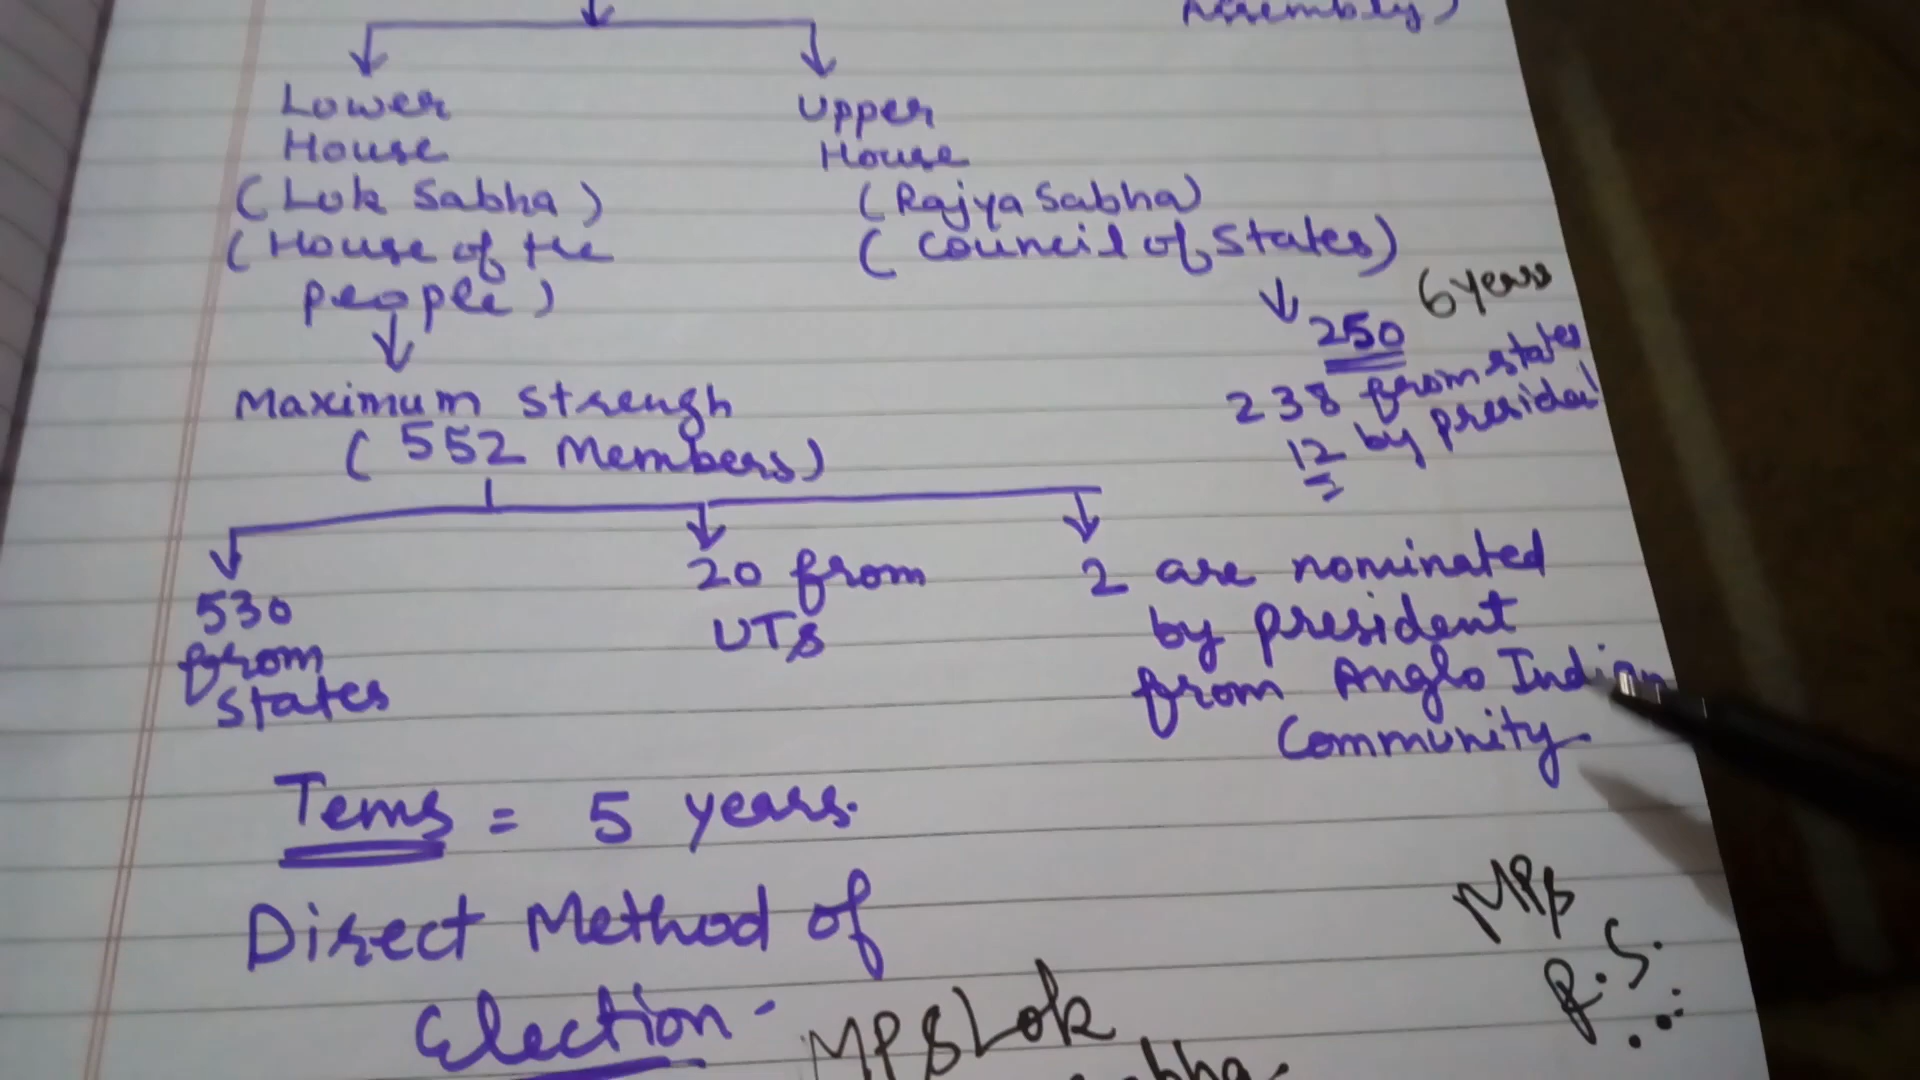 Assembly)
Lower
House
(Lok Sabha)
(House of the
people)
Upper
House
(Rajya Sabha)
(Council of States)
6 years
250
238 from states
12 by president
Maximum Strengh
(552 Members)
530
from
states
20 from
UTs
2 are nominated
by president
from Anglo Indian
Community.
Tems = 5 years.
Direct Method of
Election -
MPs Lok
MPs
R.S.